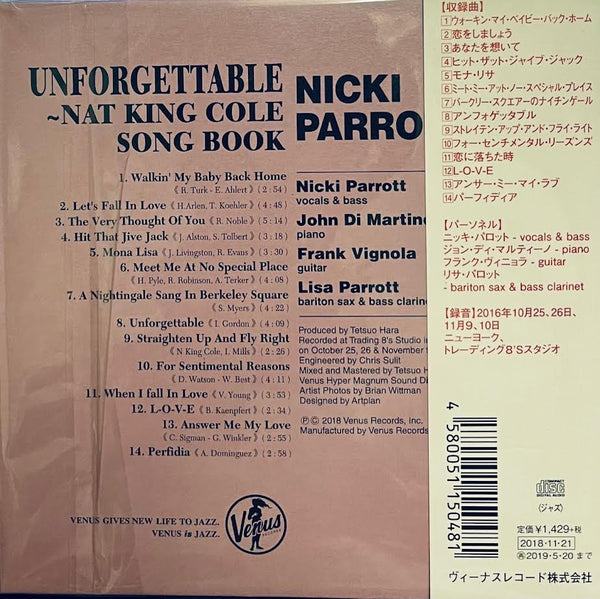 UNFORGETTABLE
~NAT KING COLE
SONG BOOK
1. Walkin' My Baby Back Home
《 R. Turk - E. Ahlert 》( 2 : 54 )
2. Let's Fall In Love 《 H.Arlen, T. Koehler 》( 4 : 48 )
3. The Very Thought Of You 《 R. Noble 》( 5 : 14 )
4. Hit That Jive Jack 《 J. Alston, S. Tolbert 》( 3 : 18 )
5. Mona Lisa 《 J. Livingston, R. Evans 》( 3 : 30 )
6. Meet Me At No Special Place
《 H. Pyle, R. Robinson, A. Terker 》( 4 : 08 )
7. A Nightingale Sang In Berkeley Square
《 S. Myers 》( 4 : 22 )
8. Unforgettable 《 I. Gordon 》( 4 : 09 )
9. Straighten Up And Fly Right
《 N King Cole, I. Mills 》( 2 : 26 )
10. For Sentimental Reasons
《 D. Watson - W. Best 》( 4 : 11 )
11. When I fall In Love 《 V. Young 》( 3 : 53 )
12. L-O-V-E 《 B. Kaenpfert 》( 3 : 04 )
13. Answer Me My Love
《 C. Sigman - G. Winkler 》( 2 : 55 )
14. Perfidia 《 A. Dominguez 》( 2 : 58 )
VENUS GIVES NEW LIFE TO JAZZ.
VENUS is JAZZ.
Venus
RECORDS
NICKI
PARRO
Nicki Parrott
vocals & bass
John Di Martino
piano
Frank Vignola
guitar
Lisa Parrott
bariton sax & bass clarinet
Produced by Tetsuo Hara
Recorded at Trading 8's Studio in
on October 25, 26 & November
Engineered by Chris Sulit
Mixed and Mastered by Tetsuo H
Venus Hyper Magnum Sound Di
Artist Photos by Brian Wittman
Designed by Artplan
Ⓟ Ⓒ 2018 Venus Records, Inc.
Manufactured by Venus Records
【収録曲】
1 ウォーキン・マイ・ベイビー・バック・ホーム
2 恋をしましょう
3 あなたを想いて
4 ヒット・ザット・ジャイブ・ジャック
5 モナ・リサ
6 ミート・ミー・アット・ノー・スペシャル・プレイス
7 バークリー・スクエアーのナイチンゲール
8 アンフォゲッタブル
9 ストレイテン・アップ・アンド・フライ・ライト
10 フォー・センチメンタル・リーズンズ
11 恋に落ちた時
12 L-O-V-E
13 アンサー・ミー・マイ・ラブ
14 パーフィディア
【パーソネル】
ニッキ・パロット - vocals & bass
ジョン・ディ・マルティーノ - piano
フランク・ヴィニョラ - guitar
リサ・パロット
- bariton sax & bass clarinet
【録音】2016年10月25、26日、
11月9、10日
ニューヨーク、
トレーディング8'Sスタジオ
4 580051 150481
COMPACT
disc
DIGITAL AUDIO
(ジャズ)
定価 ¥1,429+税
2018・11・21
再2019・5・20まで
ヴィーナスレコード株式会社